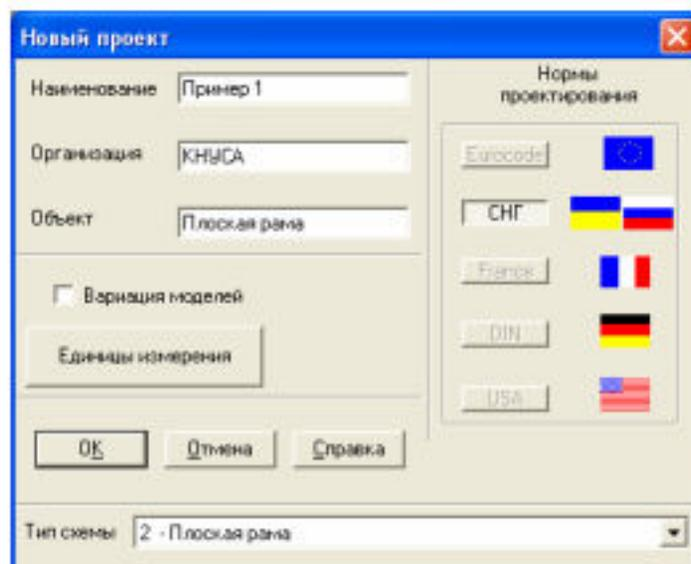 Новый проект
Наименование Пример 1
Организация КНУСА
Объект Плоская рама
Вариация моделей
Единицы измерения
OK Отмена Справка
Нормы
проектирования
Eurocode
СНГ
France
DIN
USA
Тип схемы 2 - Плоская рама